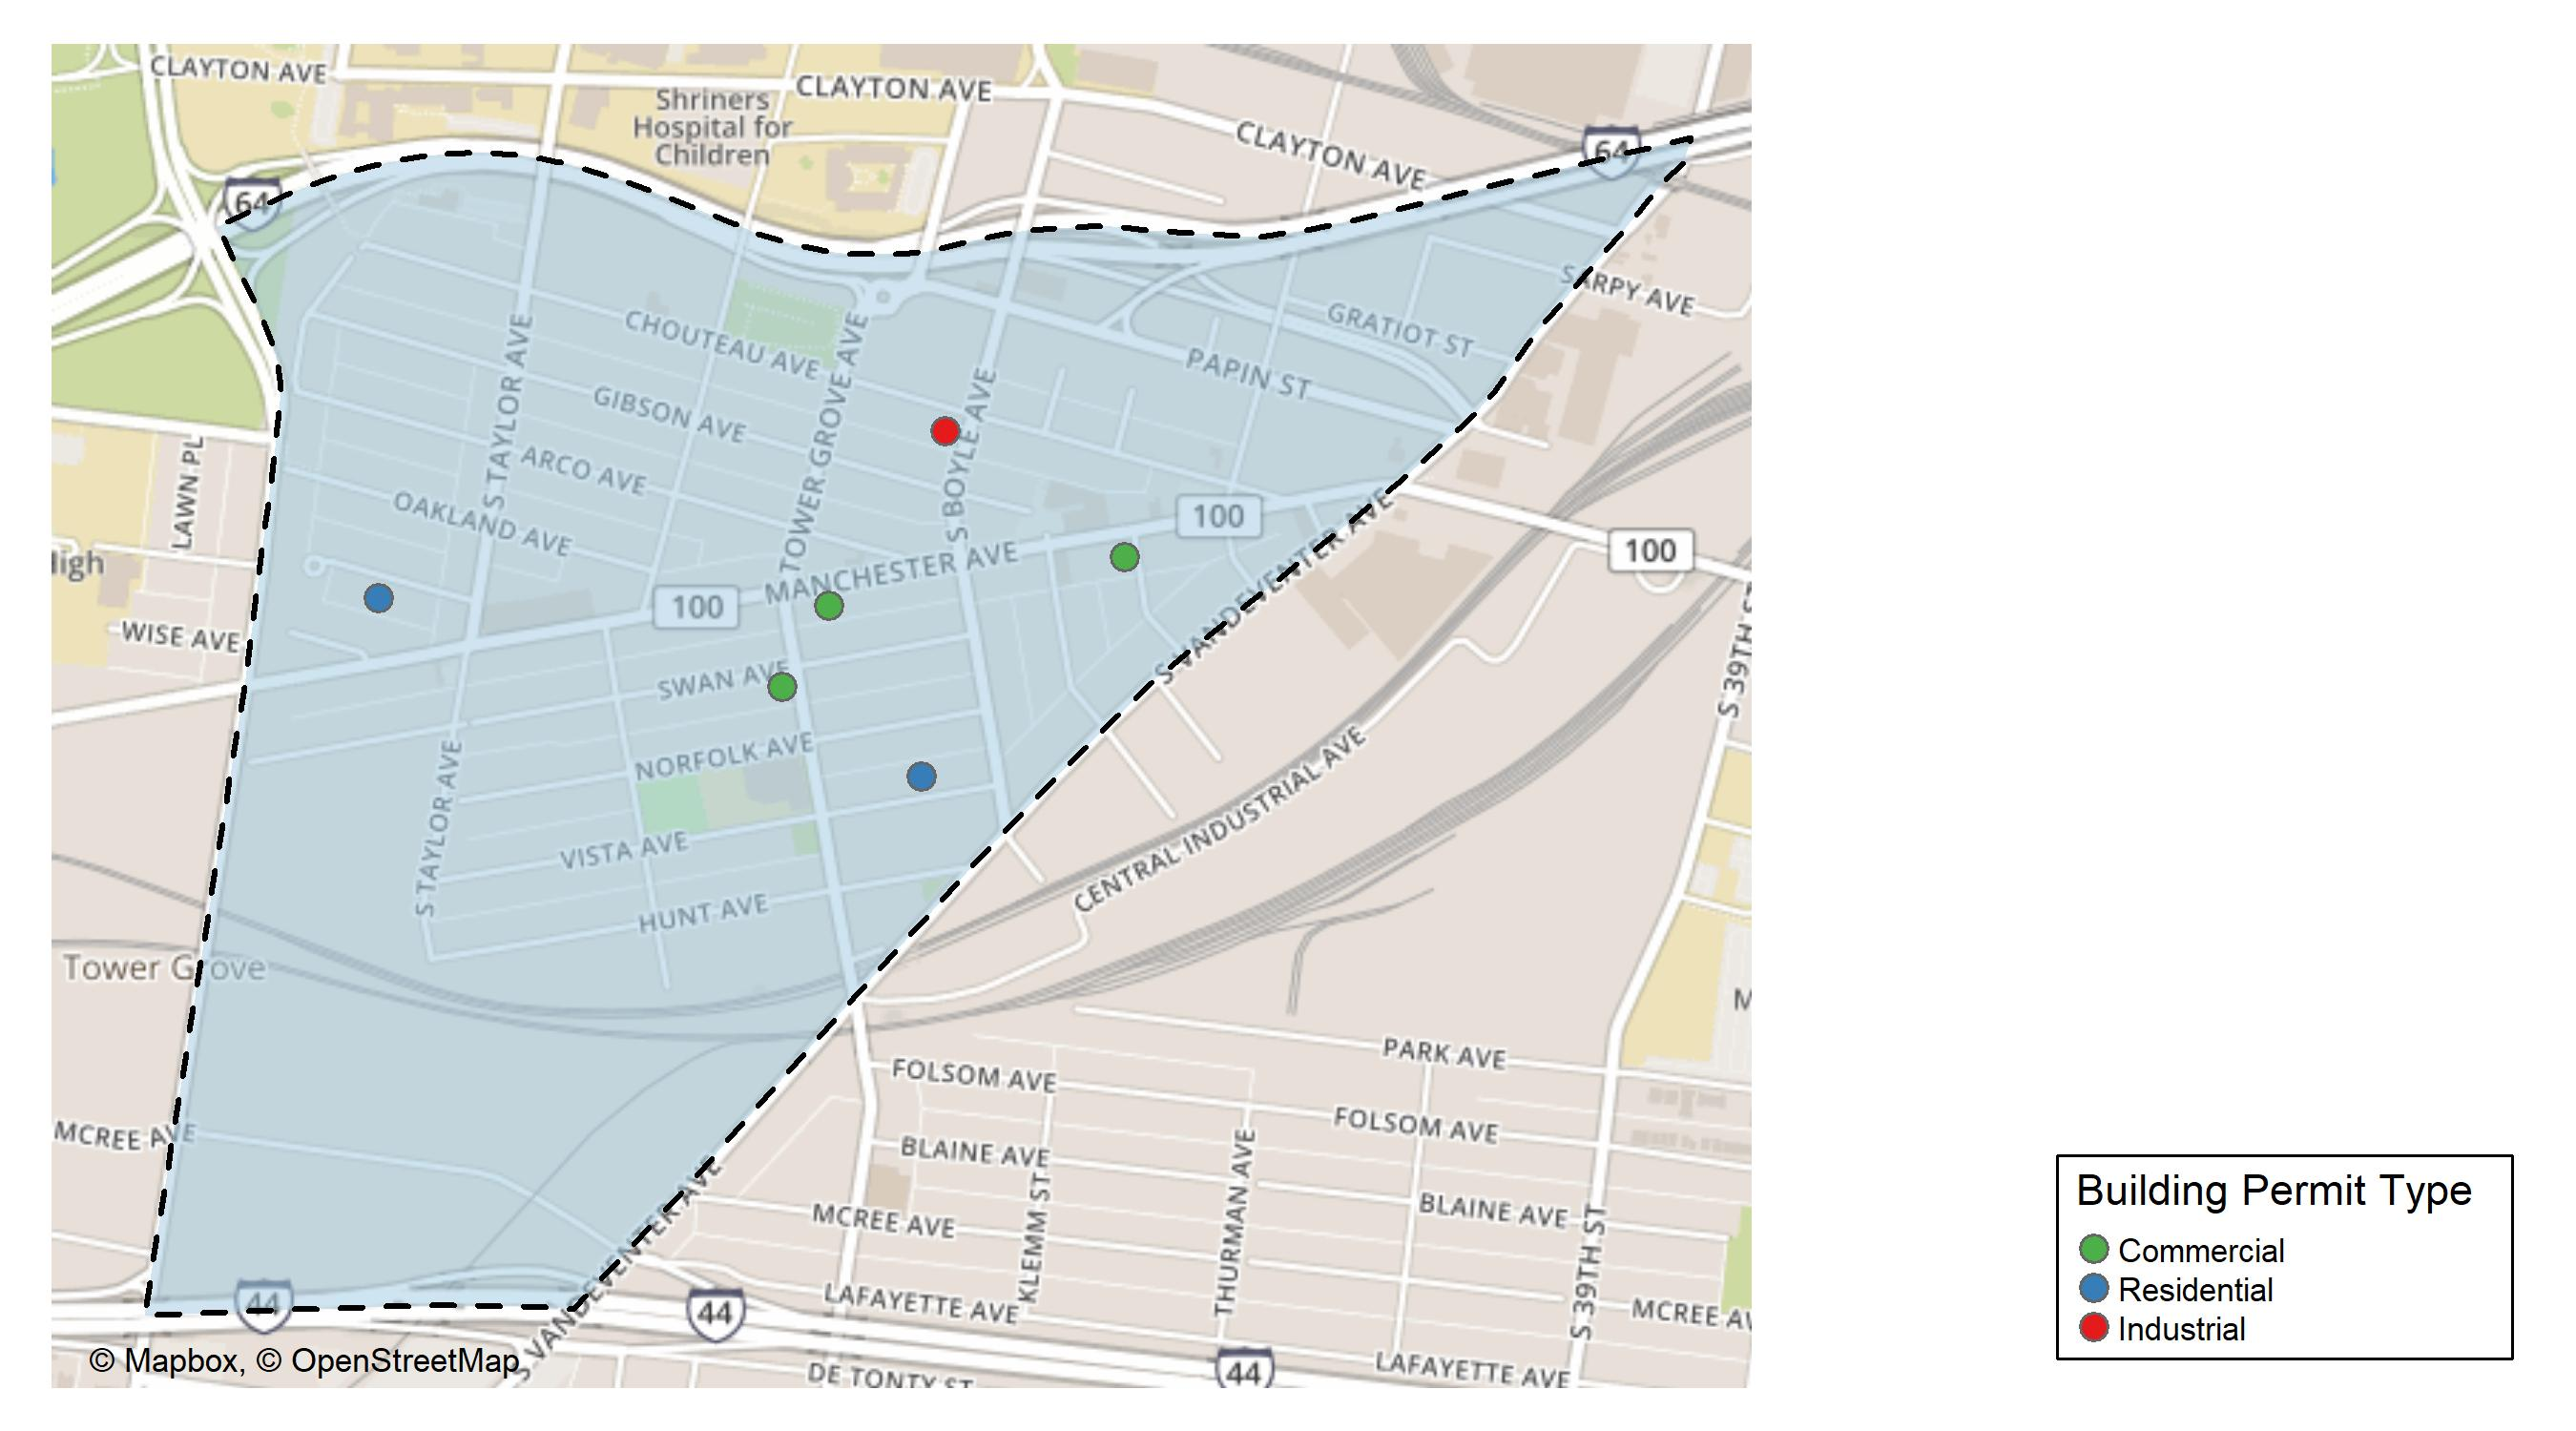 CLAYTON AVE
CLAYTON AVE
Shriners
Hospital for
Children
CLAYTON AVE
64
64
SARPY AVE
GRATIOT ST
CHOUTEAU AVE
PAPIN ST
S TAYLOR AVE
TOWER GROVE AVE
S BOYLE AVE
GIBSON AVE
ARCO AVE
LAWN PL
OAKLAND AVE
100
100
MANCHESTER AVE
High
100
WISE AVE
S VANDEVENTER AVE
SWAN AVE
S 39TH ST
NORFOLK AVE
S TAYLOR AVE
CENTRAL INDUSTRIAL AVE
VISTA AVE
HUNT AVE
Tower Grove
M
PARK AVE
FOLSOM AVE
FOLSOM AVE
MCREE AVE
BLAINE AVE
BLAINE AVE
MCREE AVE
KLEMM ST
THURMAN AVE
S 39TH ST
S VANDEVENTER AVE
44
44
LAFAYETTE AVE
MCREE AV
44
LAFAYETTE AVE
S VANDEVENTER AVE
DE TONTY ST
© Mapbox, © OpenStreetMap
Building Permit Type
Commercial
Residential
Industrial